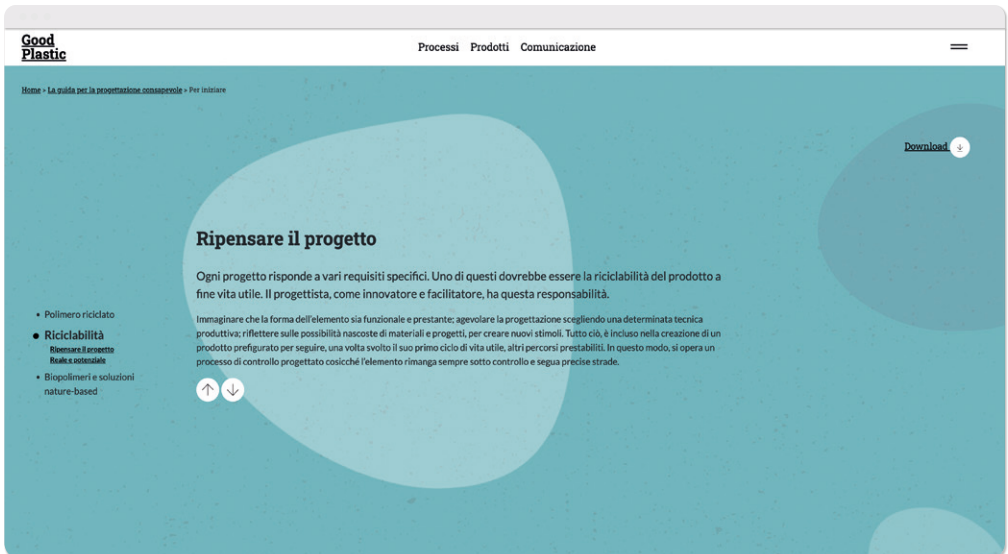 Good
Plastic
Processi Prodotti Comunicazione
Home » La guida per la progettazione consapevole » Per iniziare
Download
Ripensare il progetto
Ogni progetto risponde a vari requisiti specifici. Uno di questi dovrebbe essere la riciclabilità del prodotto a
fine vita utile. Il progettista, come innovatore e facilitatore, ha questa responsabilità.
Immaginare che la forma dell'elemento sia funzionale e prestante; agevolare la progettazione scegliendo una determinata tecnica
produttiva; riflettere sulle possibilità nascoste di materiali e progetti, per creare nuovi stimoli. Tutto ciò, è incluso nella creazione di un
prodotto prefigurato per seguire, una volta svolto il suo primo ciclo di vita utile, altri percorsi prestabiliti. In questo modo, si opera un
processo di controllo progettato cosicché l'elemento rimanga sempre sotto controllo e segua precise strade.
• Polimero riciclato
• Riciclabilità
Ripensare il progetto
Reale e potenziale
• Biopolimeri e soluzioni
nature-based